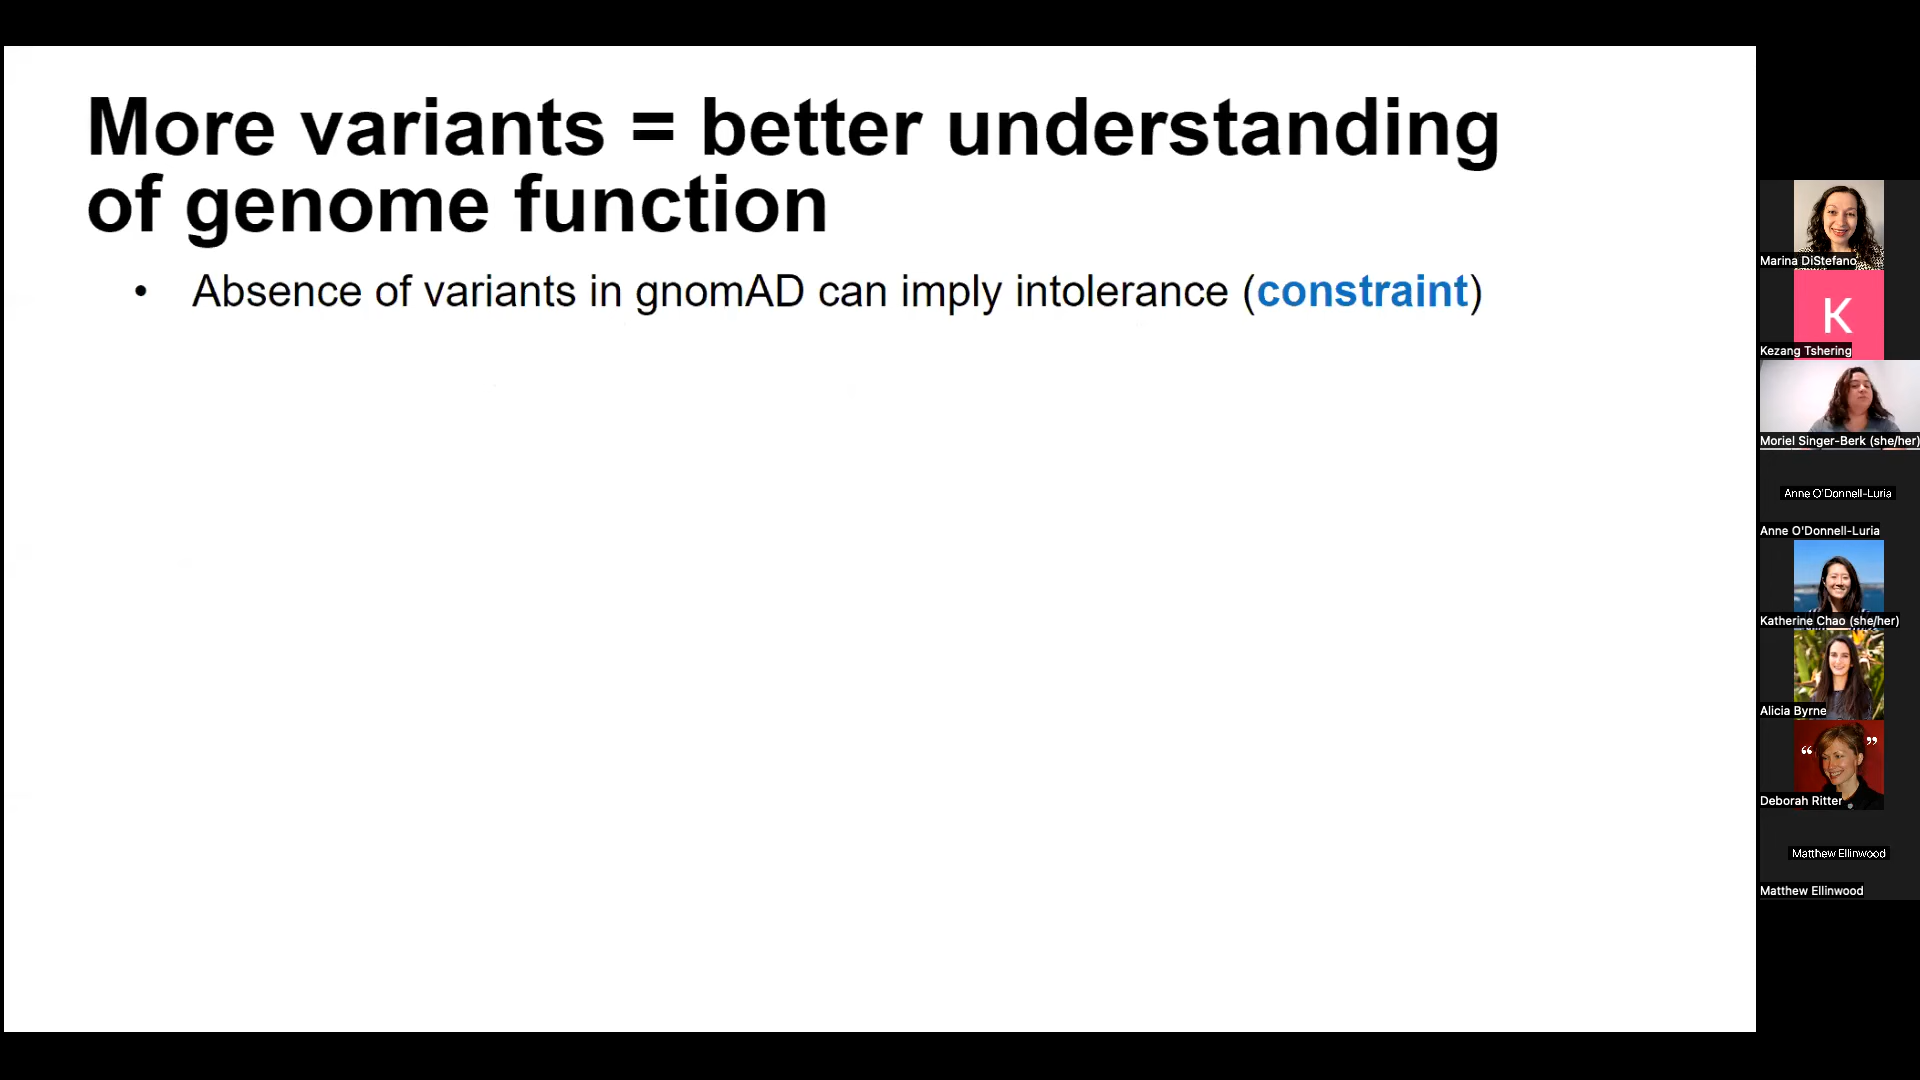 More variants = better understanding
of genome function
• Absence of variants in gnomAD can imply intolerance (constraint)
Marina DiStefano
K
Kezang Tshering
Moriel Singer-Berk (she/her)
Anne O'Donnell-Luria
Anne O'Donnell-Luria
Katherine Chao (she/her)
Alicia Byrne
“ ”
Deborah Ritter
Matthew Ellinwood
Matthew Ellinwood